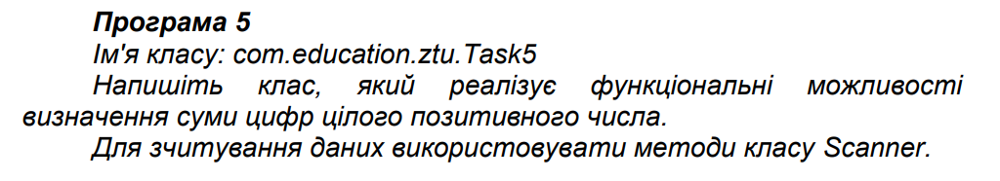 Програма 5
Ім'я класу: com.education.ztu.Task5
Напишіть клас, який реалізує функціональні можливості
визначення суми цифр цілого позитивного числа.
Для зчитування даних використовувати методи класу Scanner.